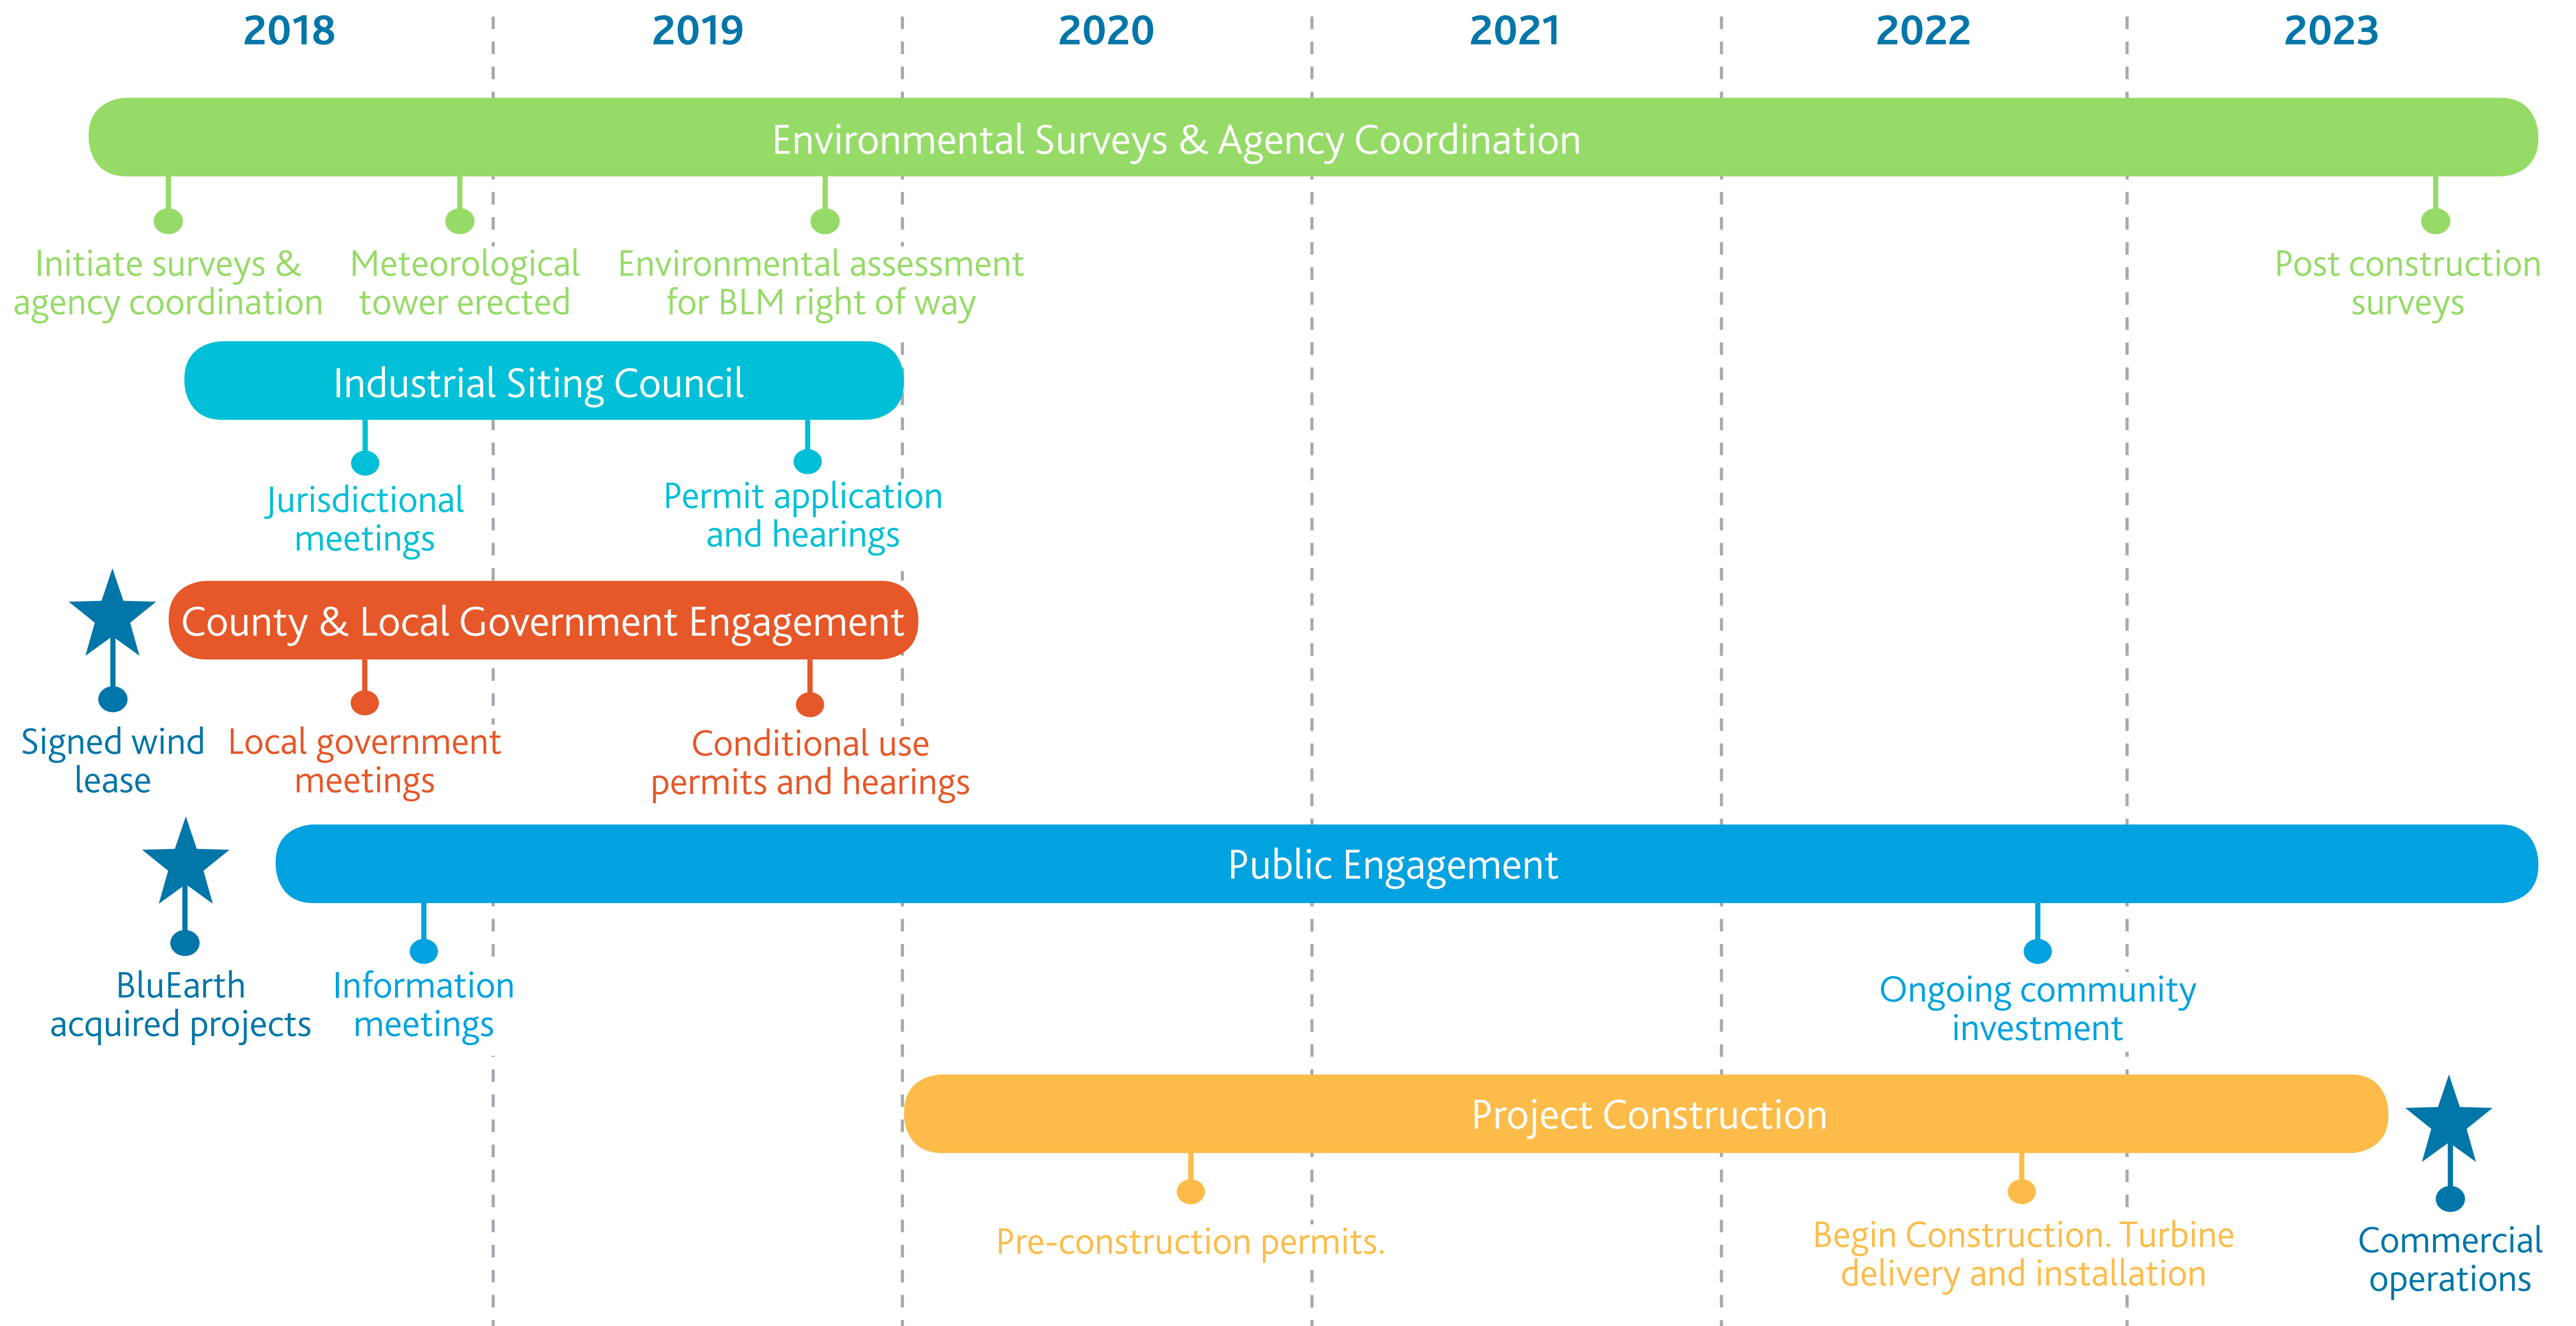 2018 2019 2020 2021 2022 2023
Environmental Surveys & Agency Coordination
Initiate surveys &
agency coordination
Meteorological
tower erected
Environmental assessment
for BLM right of way
Post construction
surveys
Industrial Siting Council
Jurisdictional
meetings
Permit application
and hearings
County & Local Government Engagement
Signed wind
lease
Local government
meetings
Conditional use
permits and hearings
Public Engagement
BluEarth
acquired projects
Information
meetings
Ongoing community
investment
Project Construction
Pre-construction permits.
Begin Construction. Turbine
delivery and installation
Commercial
operations